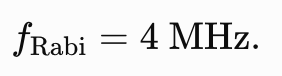 f_Rabi = 4 MHz.